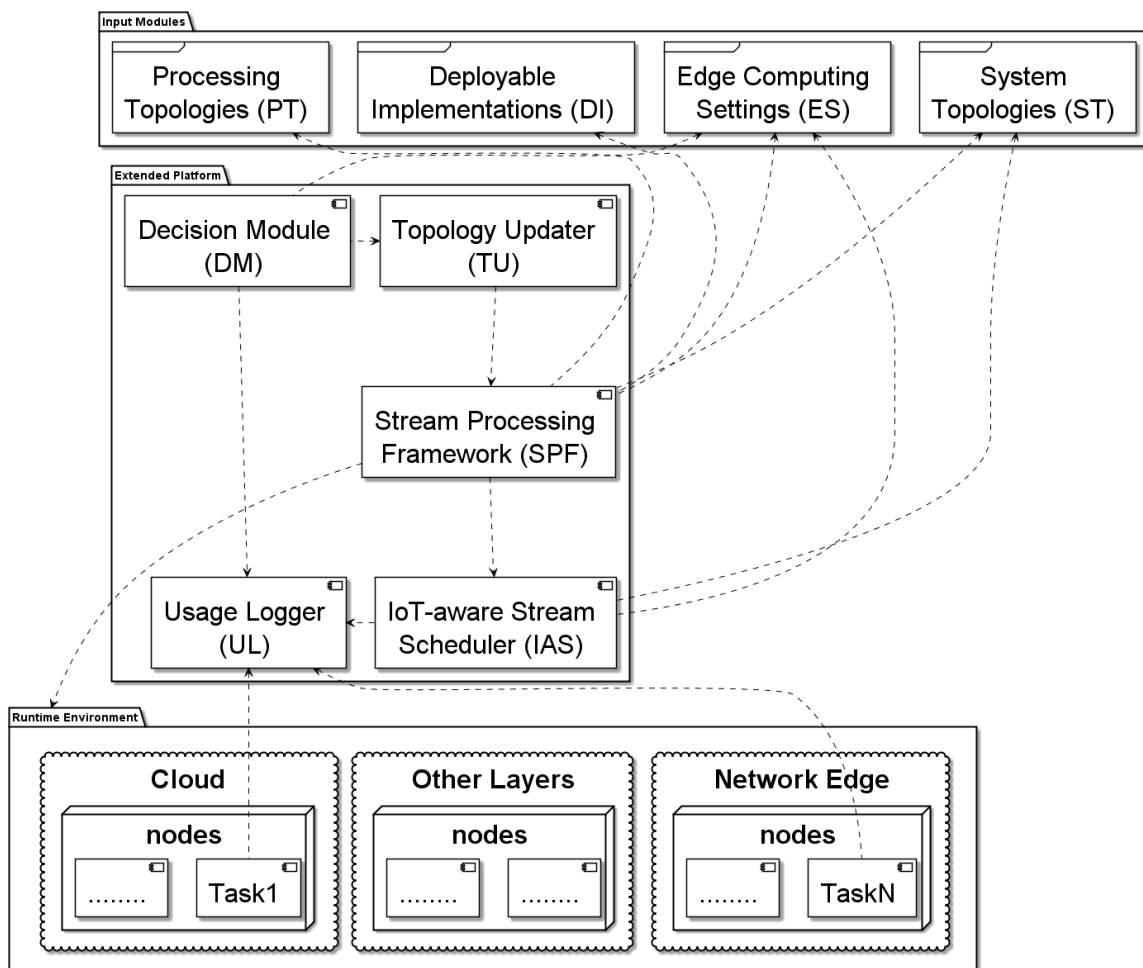 Input Modules
Processing
Topologies (PT)
Deployable
Implementations (DI)
Edge Computing
Settings (ES)
System
Topologies (ST)
Extended Platform
Decision Module
(DM)
Topology Updater
(TU)
Stream Processing
Framework (SPF)
Usage Logger
(UL)
IoT-aware Stream
Scheduler (IAS)
Runtime Environment
Cloud
nodes
........
Task1
Other Layers
nodes
........
........
Network Edge
nodes
........
TaskN